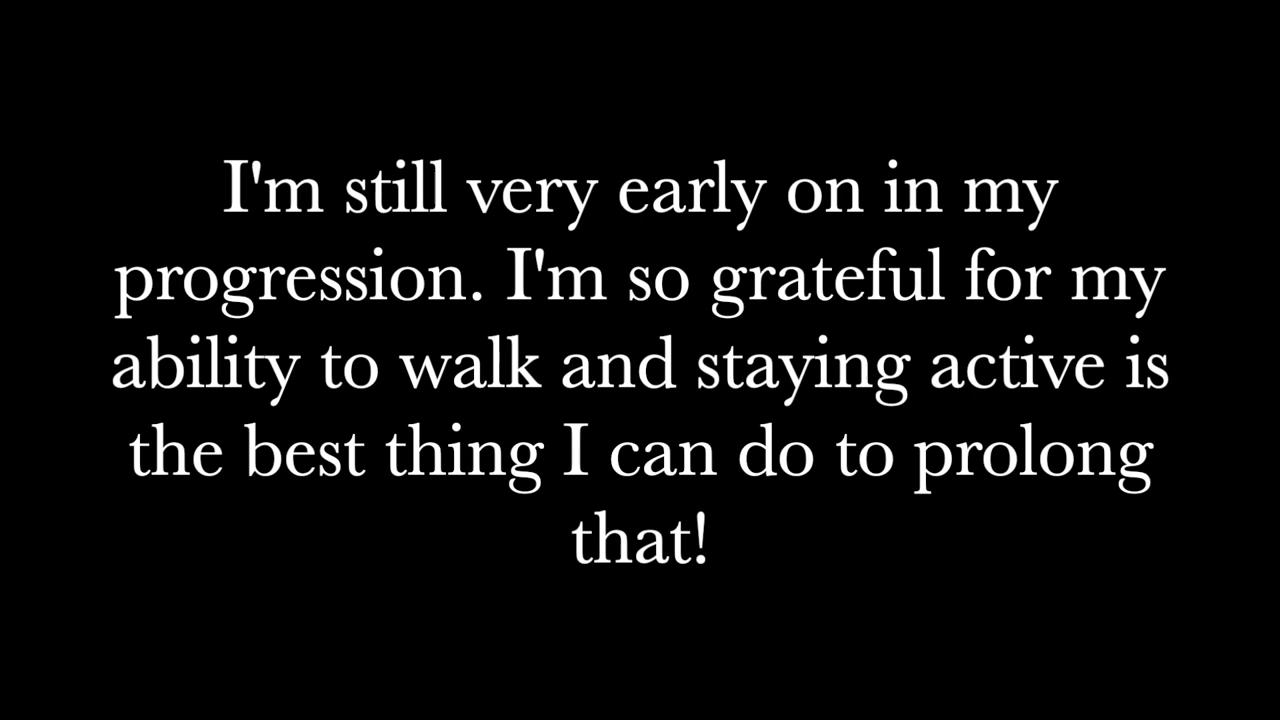 I'm still very early on in my
progression. I'm so grateful for my
ability to walk and staying active is
the best thing I can do to prolong
that!